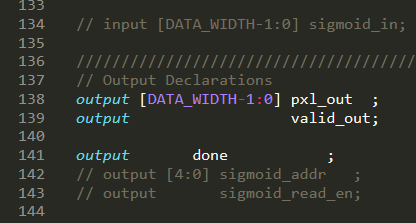 133
134 // input [DATA_WIDTH-1:0] sigmoid_in;
135
136 //////////////////////////////////////
137 // Output Declarations
138 output [DATA_WIDTH-1:0] pxl_out ;
139 output valid_out;
140
141 output done ;
142 // output [4:0] sigmoid_addr ;
143 // output sigmoid_read_en;
144